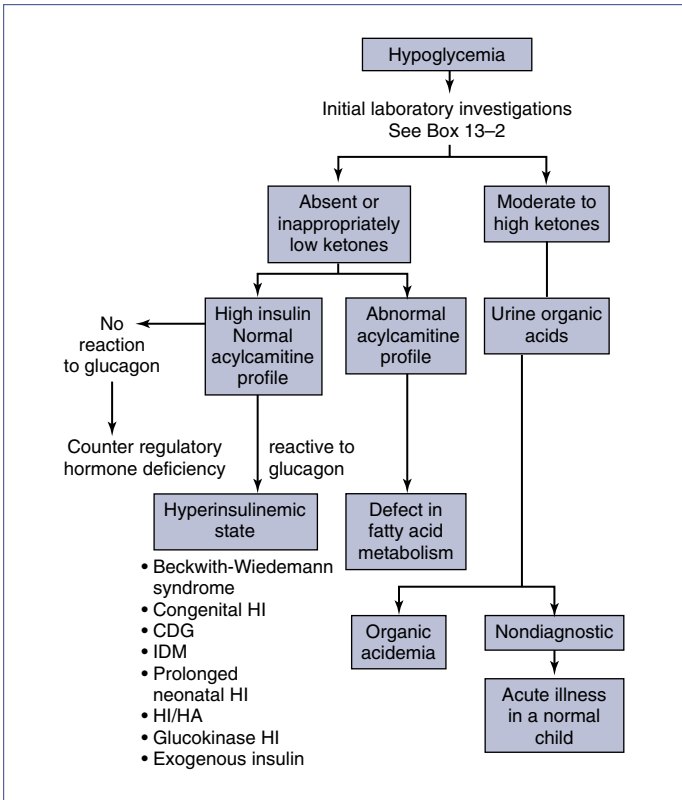 Hypoglycemia
Initial laboratory investigations
See Box 13–2
Absent or
inappropriately
low ketones
Moderate to
high ketones
No
reaction
to glucagon
High insulin
Normal
acylcamitine
profile
Abnormal
acylcamitine
profile
Urine organic
acids
Counter regulatory
hormone deficiency
reactive to
glucagon
Hyperinsulinemic
state
Defect in
fatty acid
metabolism
• Beckwith-Wiedemann
syndrome
• Congenital HI
• CDG
• IDM
• Prolonged
neonatal HI
• HI/HA
• Glucokinase HI
• Exogenous insulin
Organic
acidemia
Nondiagnostic
Acute illness
in a normal
child